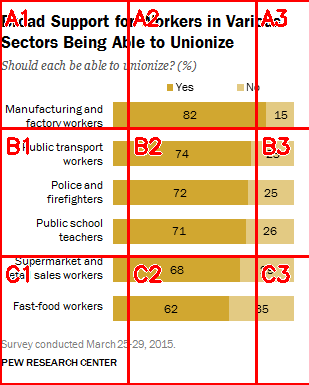 Broad Support for Workers in Various
Sectors Being Able to Unionize
Should each be able to unionize? (%)
Yes No
Manufacturing and
factory workers
82 15
Public transport
workers
74
Police and
firefighters
72 25
Public school
teachers
71 26
Supermarket and
retail sales workers
68
Fast-food workers
62 35
Survey conducted March 25-29, 2015.
PEW RESEARCH CENTER
A1 A2 A3
B1 B2 B3
C1 C2 C3